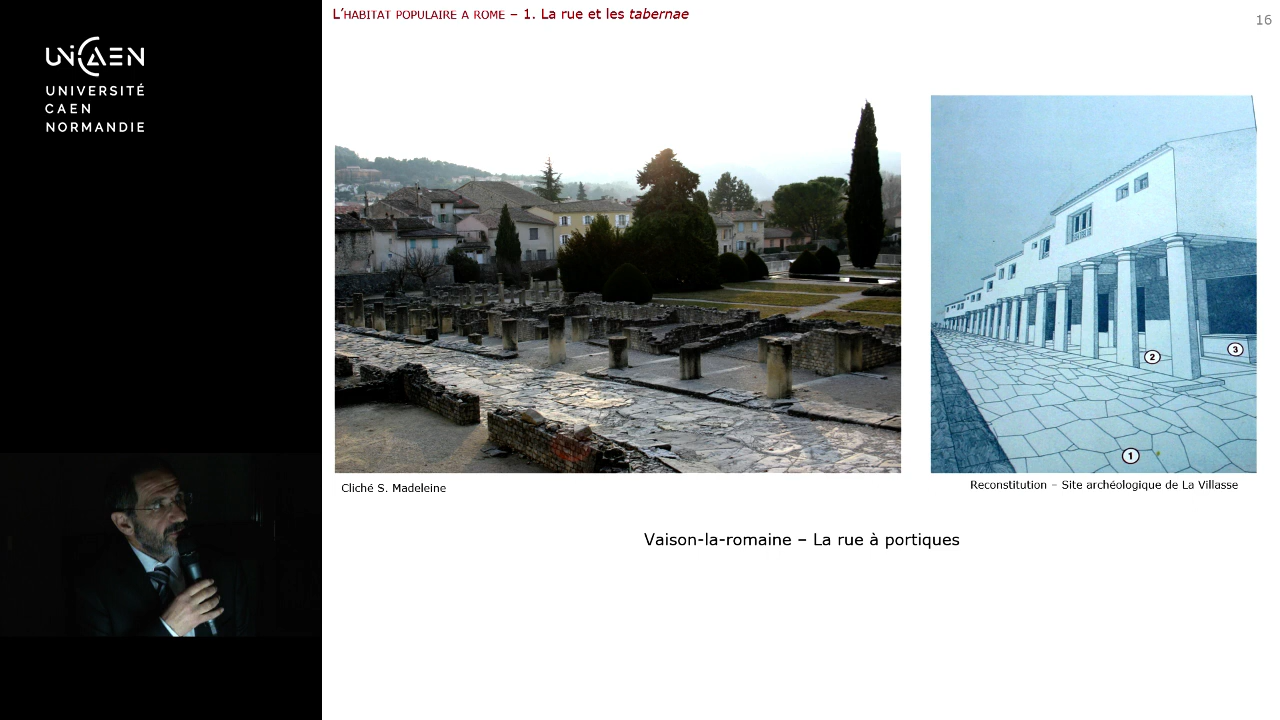 UNICAEN
UNIVERSITÉ
CAEN
NORMANDIE
L'HABITAT POPULAIRE A ROME – 1. La rue et les tabernae
16
2
3
1
Cliché S. Madeleine
Reconstitution – Site archéologique de La Villasse
Vaison-la-romaine – La rue à portiques